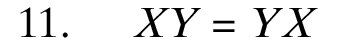 11. XY = YX